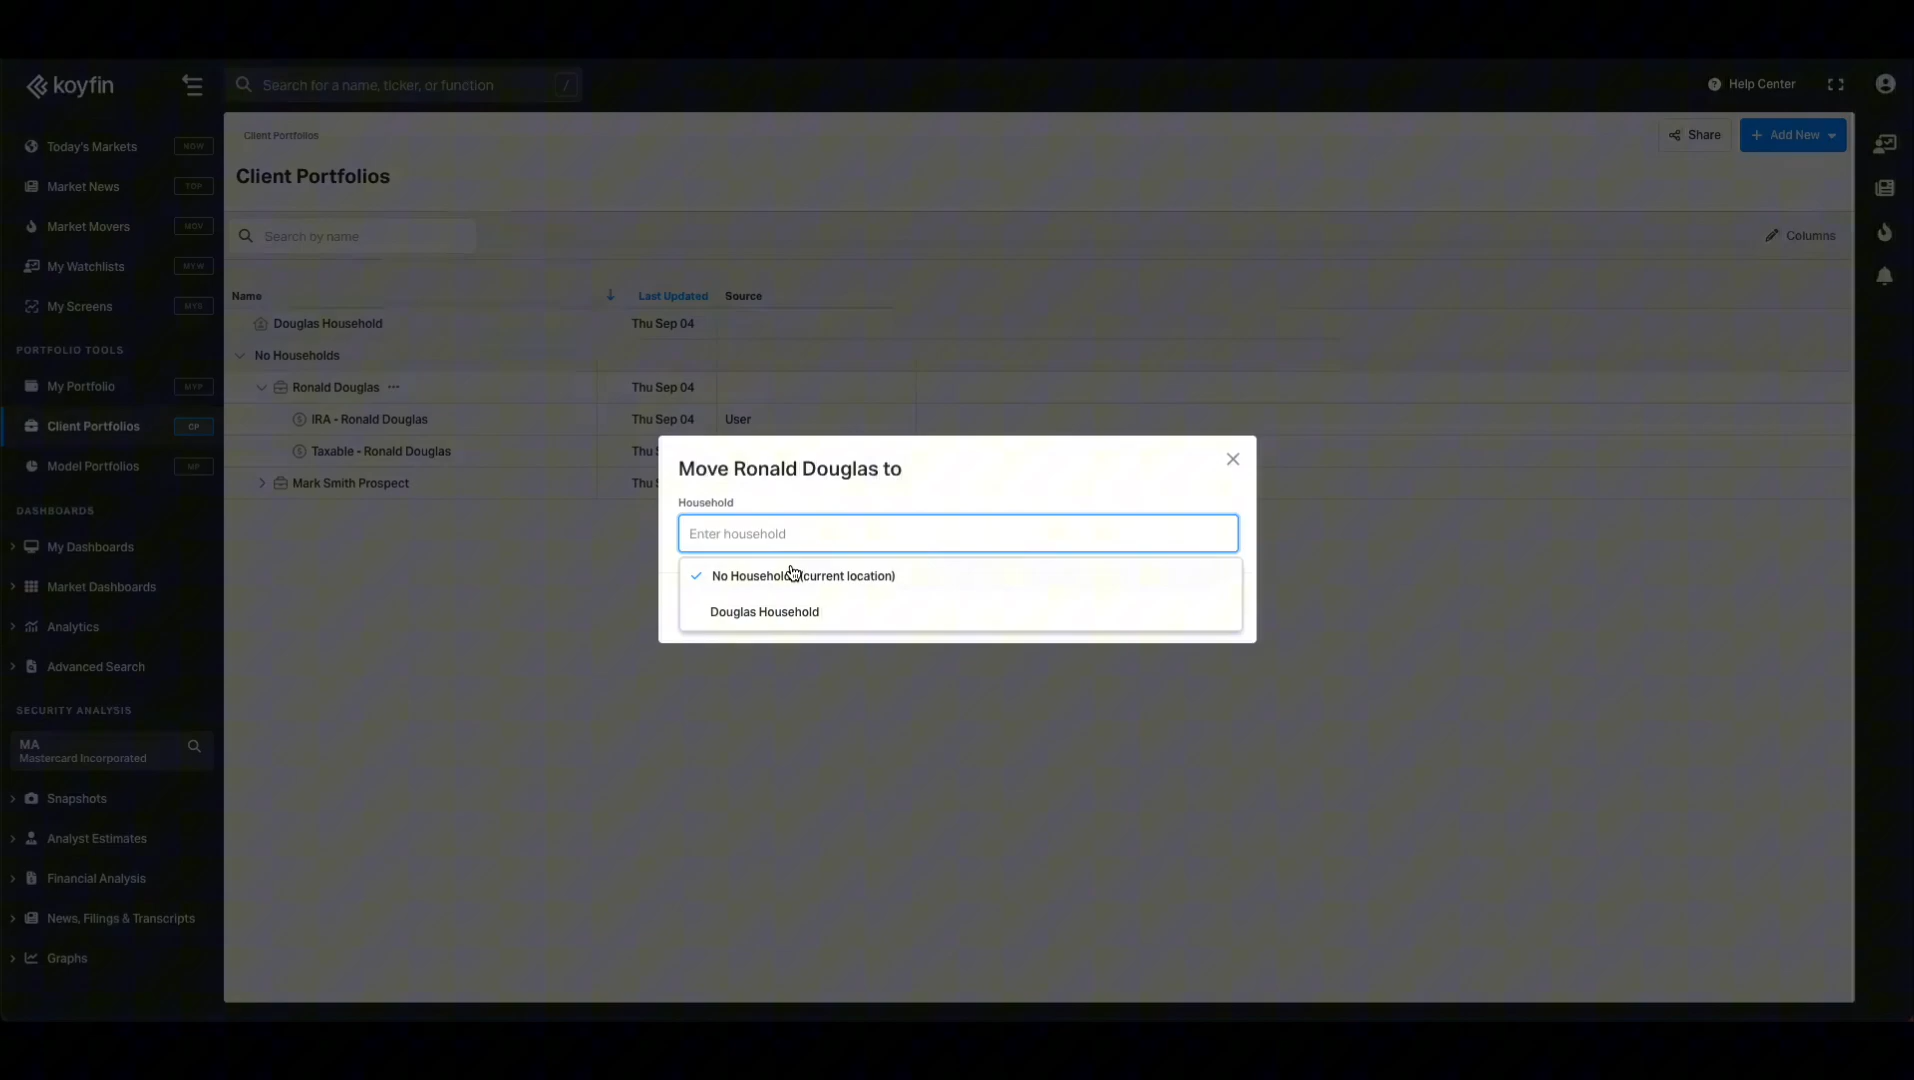 koyfin
Search for a name, ticker, or function
/
Help Center
Today's Markets
NOW
Market News
TOP
Market Movers
MOV
My Watchlists
MYW
My Screens
MYS
PORTFOLIO TOOLS
My Portfolio
MYP
Client Portfolios
CP
Model Portfolios
MP
DASHBOARDS
My Dashboards
Market Dashboards
Analytics
Advanced Search
SECURITY ANALYSIS
MA
Mastercard Incorporated
Snapshots
Analyst Estimates
Financial Analysis
News, Filings & Transcripts
Graphs
Client Portfolios
Share
Add New
Client Portfolios
Search by name
Columns
Name
Last Updated
Source
Douglas Household
Thu Sep 04
No Households
Ronald Douglas
Thu Sep 04
IRA - Ronald Douglas
Thu Sep 04
User
Taxable - Ronald Douglas
Thu
Mark Smith Prospect
Thu
Move Ronald Douglas to
Household
Enter household
No Household (current location)
Douglas Household